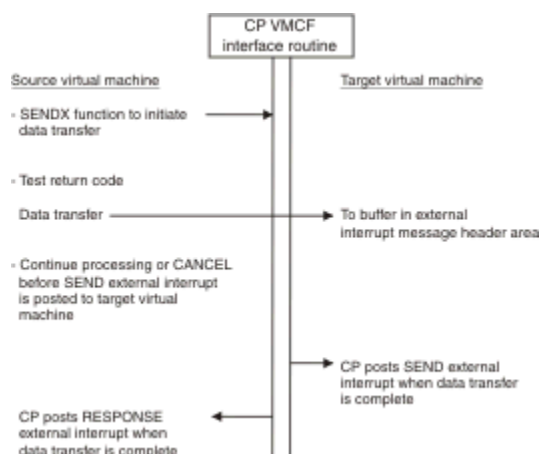 CP VMCF
interface routine
Source virtual machine
Target virtual machine
- SENDX function to initiate
data transfer
- Test return code
Data transfer
To buffer in external
interrupt message header area
- Continue processing or CANCEL
before SEND external interrupt
is posted to target virtual
machine
CP posts SEND external
interrupt when data transfer
is complete
CP posts RESPONSE
external interrupt when
data transfer is complete